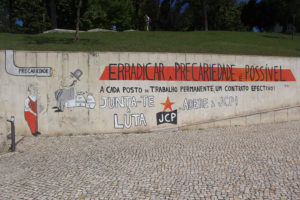 PRECARIEDADE
ERRADICAR A PRECARIEDADE É POSSÍVEL
A CADA POSTO DE TRABALHO PERMANENTE UM CONTRATO EFECTIVO!
JUNTA-TE À LUTA
ADERE À JCP!
JCP